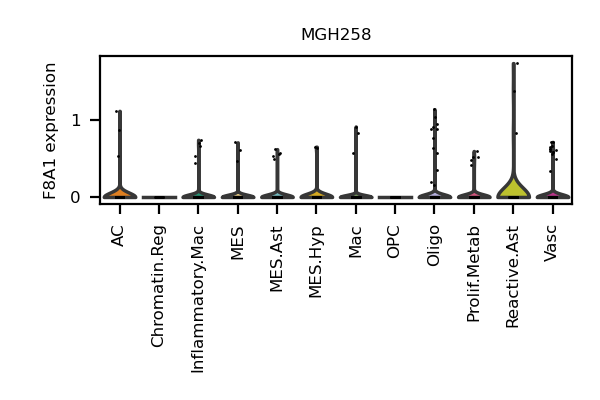 MGH258
F8A1 expression
1
0
AC
Chromatin.Reg
Inflammatory.Mac
MES
MES.Ast
MES.Hyp
Mac
OPC
Oligo
Prolif.Metab
Reactive.Ast
Vasc